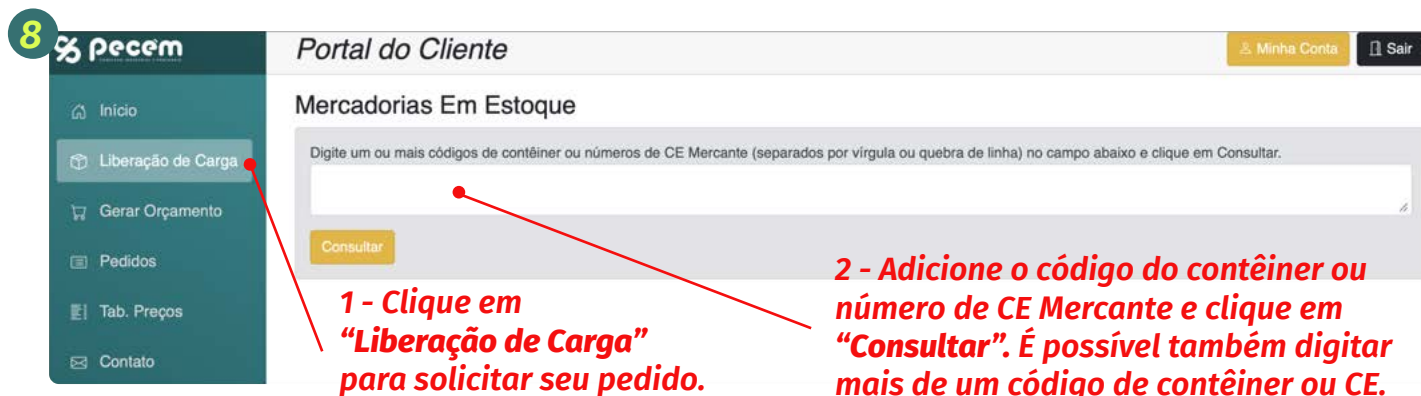 8
pecém
Portal do Cliente
Minha Conta
Sair
Início
Liberação de Carga
Gerar Orçamento
Pedidos
Tab. Preços
Contato
Mercadorias Em Estoque
Digite um ou mais códigos de contêiner ou números de CE Mercante (separados por vírgula ou quebra de linha) no campo abaixo e clique em Consultar.
Consultar
1 - Clique em
“Liberação de Carga”
para solicitar seu pedido.
2 - Adicione o código do contêiner ou
número de CE Mercante e clique em
“Consultar”. É possível também digitar
mais de um código de contêiner ou CE.